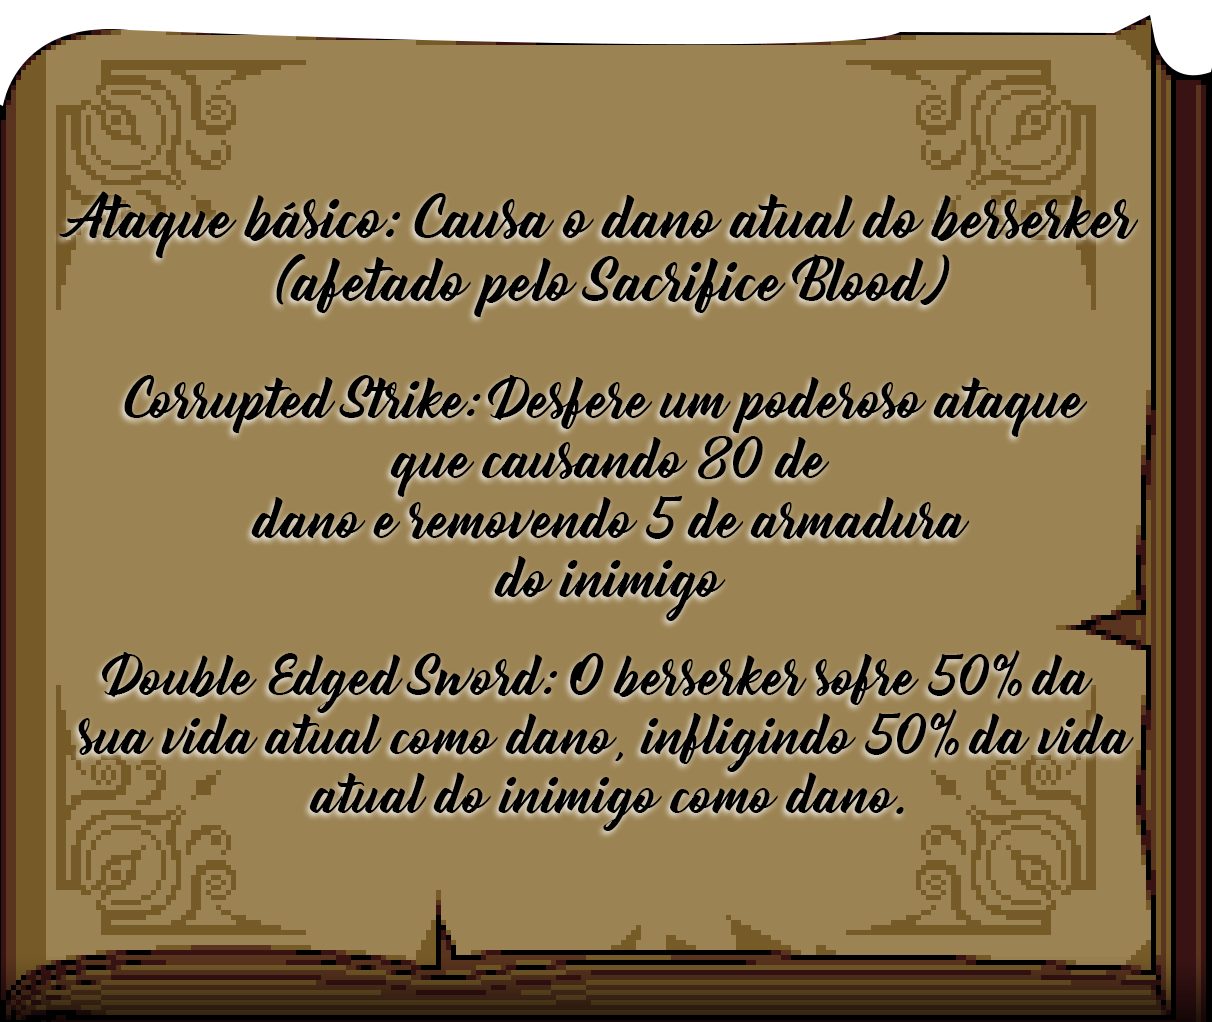 Ataque básico: Causa o dano atual do berserker
(afetado pelo Sacrifice Blood)
Corrupted Strike: Desfere um poderoso ataque
que causando 80 de
dano e removendo 5 de armadura
do inimigo
Double Edged Sword: O berserker sofre 50% da
sua vida atual como dano, infligindo 50% da vida
atual do inimigo como dano.